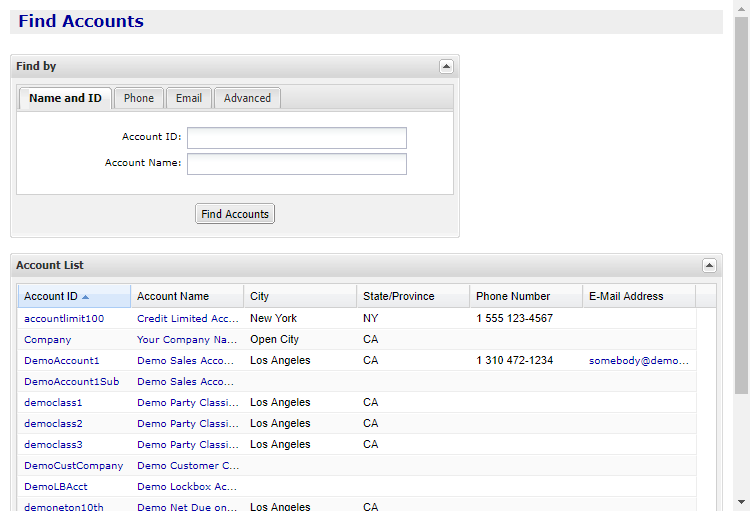 Find Accounts
Find by
Name and ID Phone Email Advanced
Account ID:
Account Name:
Find Accounts
Account List
Account ID Account Name City State/Province Phone Number E-Mail Address
accountlimit100 Credit Limited Acc... New York NY 1 555 123-4567
Company Your Company Na... Open City CA
DemoAccount1 Demo Sales Acco... Los Angeles CA 1 310 472-1234 somebody@demo...
DemoAccount1Sub Demo Sales Acco...
democlass1 Demo Party Classi... Los Angeles CA
democlass2 Demo Party Classi... Los Angeles CA
democlass3 Demo Party Classi... Los Angeles CA
DemoCustCompany Demo Customer C...
DemoLBAcct Demo Lockbox Ac...
demoneton10th Demo Net Due on... Los Angeles CA